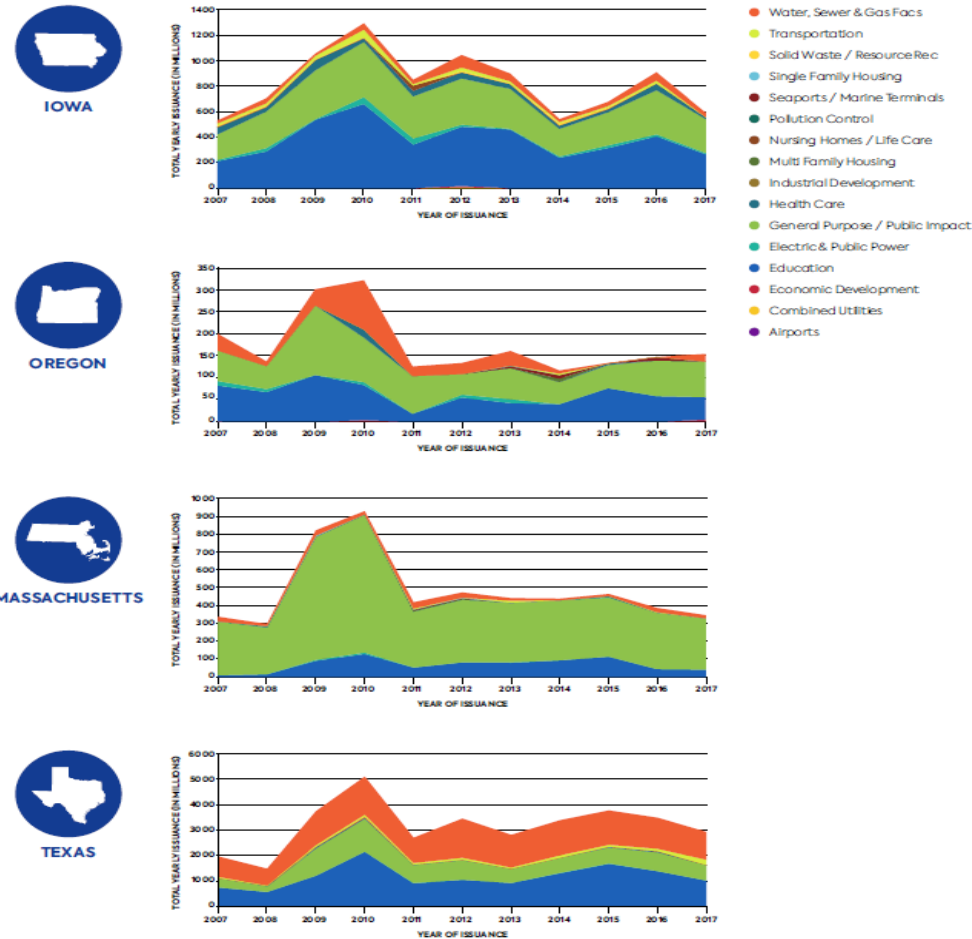 IOWA
TOTAL YEARLY ISSUANCE (IN MILLIONS)
1400
1200
1000
800
600
400
200
0
2007 2008 2009 2010 2011 2012 2013 2014 2015 2016 2017
YEAR OF ISSUANCE
Water, Sewer & Gas Facs
Transportation
Solid Waste / Resource Rec
Single Family Housing
Seaports / Marine Terminals
Pollution Control
Nursing Homes / Life Care
Multi Family Housing
Industrial Development
Health Care
General Purpose / Public Impact
Electric & Public Power
Education
Economic Development
Combined Utilities
Airports
OREGON
TOTAL YEARLY ISSUANCE (IN MILLIONS)
350
300
250
200
150
100
50
0
2007 2008 2009 2010 2011 2012 2013 2014 2015 2016 2017
YEAR OF ISSUANCE
MASSACHUSETTS
TOTAL YEARLY ISSUANCE (IN MILLIONS)
1000
900
800
700
600
500
400
300
200
100
0
2007 2008 2009 2010 2011 2012 2013 2014 2015 2016 2017
YEAR OF ISSUANCE
TEXAS
TOTAL YEARLY ISSUANCE (IN MILLIONS)
6000
5000
4000
3000
2000
1000
0
2007 2008 2009 2010 2011 2012 2013 2014 2015 2016 2017
YEAR OF ISSUANCE